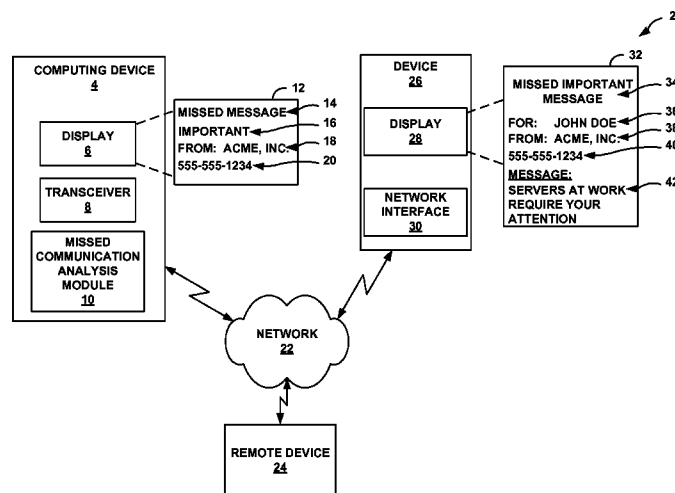 2
COMPUTING DEVICE
4
DISPLAY
6
TRANSCEIVER
8
MISSED
COMMUNICATION
ANALYSIS
MODULE
10
12
MISSED MESSAGE
14
IMPORTANT
16
FROM: ACME, INC.
18
555-555-1234
20
DEVICE
26
DISPLAY
28
NETWORK
INTERFACE
30
32
MISSED IMPORTANT
MESSAGE
34
FOR: JOHN DOE
FROM: ACME, INC.
38
555-555-1234
40
MESSAGE:
SERVERS AT WORK
REQUIRE YOUR
ATTENTION
42
NETWORK
22
REMOTE DEVICE
24